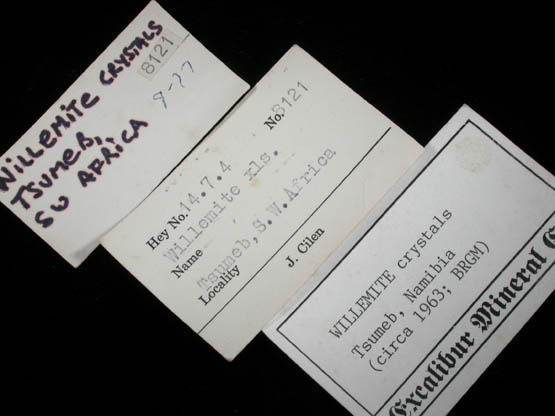 WILLEMITE CRYSTALS
8121
TSUMEB,
SW AFRICA
8-77
Hey No. 14.7.4 No. 8121
Willemite xls.
Name
Tsumeb, S.W. Africa
Locality
J. Cilen
WILLEMITE crystals
Tsumeb, Namibia
(circa 1963; BRGM)
Excalibur Mineral